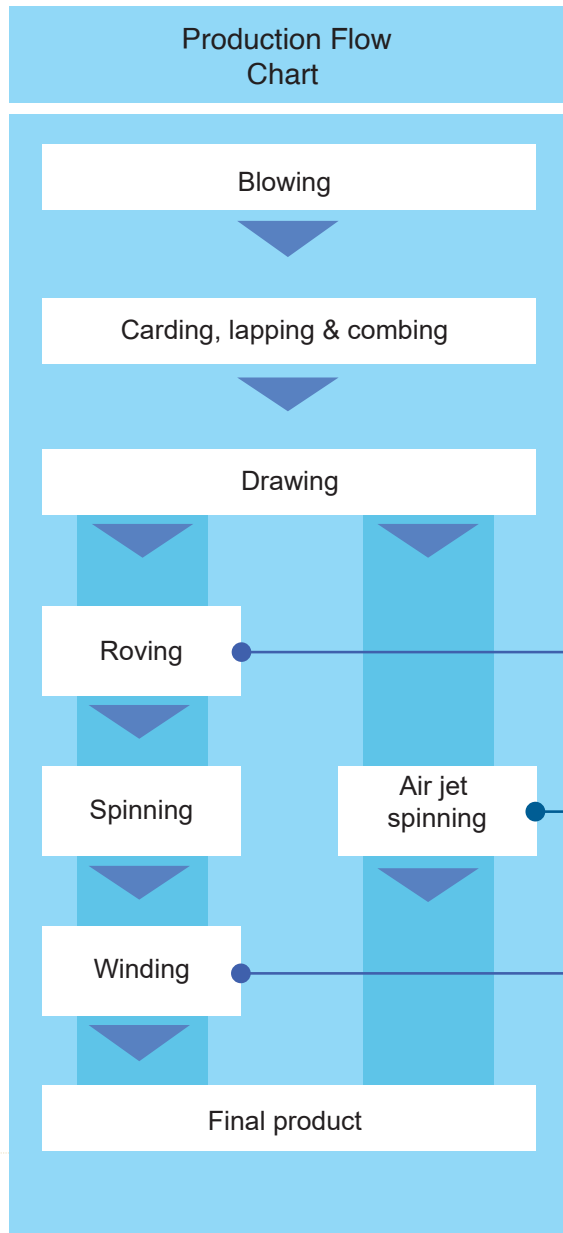 Production Flow
Chart
Blowing
Carding, lapping & combing
Drawing
Roving
Spinning
Air jet
spinning
Winding
Final product